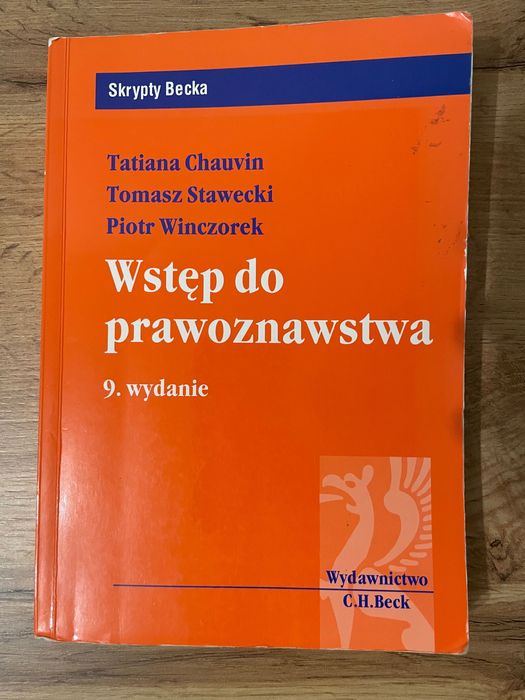 Skrypty Becka
Tatiana Chauvin
Tomasz Stawecki
Piotr Winczorek
Wstęp do
prawoznawstwa
9. wydanie
Wydawnictwo
C.H.Beck